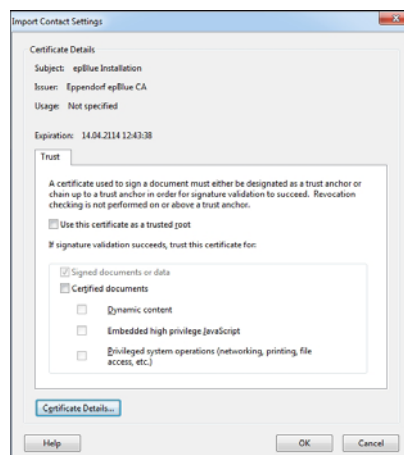 Import Contact Settings
Certificate Details
Subject: epBlue Installation
Issuer: Eppendorf epBlue CA
Usage: Not specified
Expiration: 14.04.2114 12:43:38
Trust
A certificate used to sign a document must either be designated as a trust anchor or
chain up to a trust anchor in order for signature validation to succeed. Revocation
checking is not performed on or above a trust anchor.
Use this certificate as a trusted root
If signature validation succeeds, trust this certificate for:
Signed documents or data
Certified documents
Dynamic content
Embedded high privilege JavaScript
Privileged system operations (networking, printing, file
access, etc.)
Certificate Details...
Help
OK
Cancel